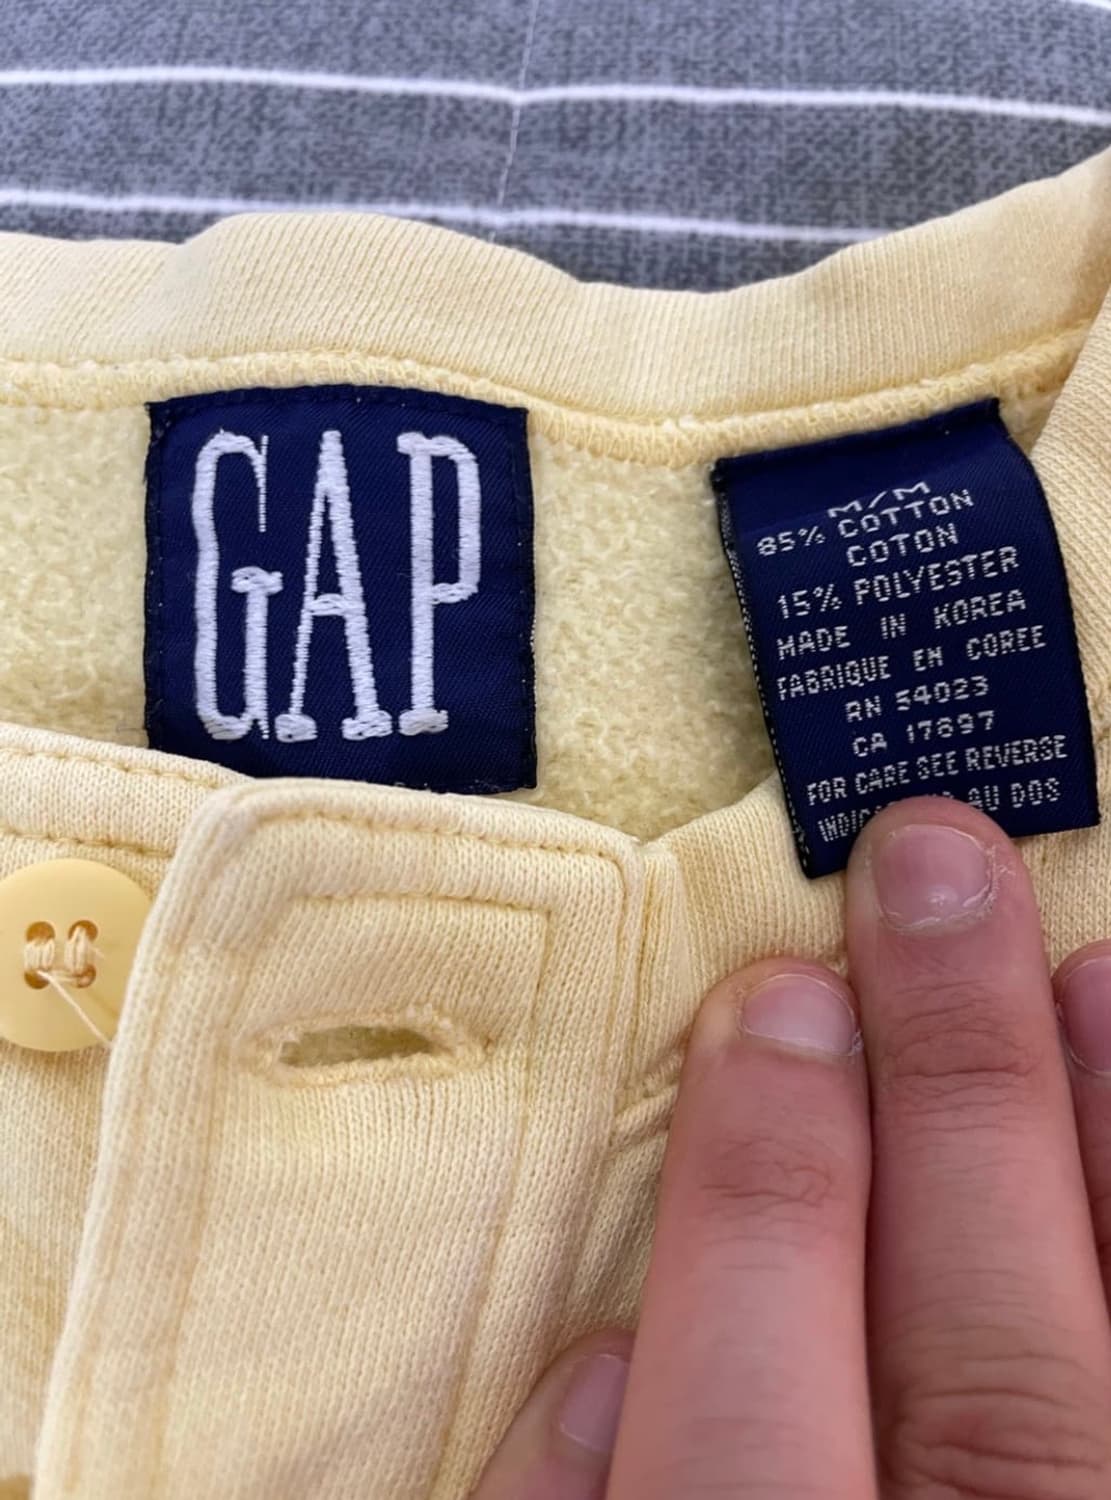 GAP
M/M
85% COTTON
COTON
15% POLYESTER
MADE IN KOREA
FABRIQUE EN COREE
RN 54023
CA 17897
FOR CARE SEE REVERSE
AU DOS